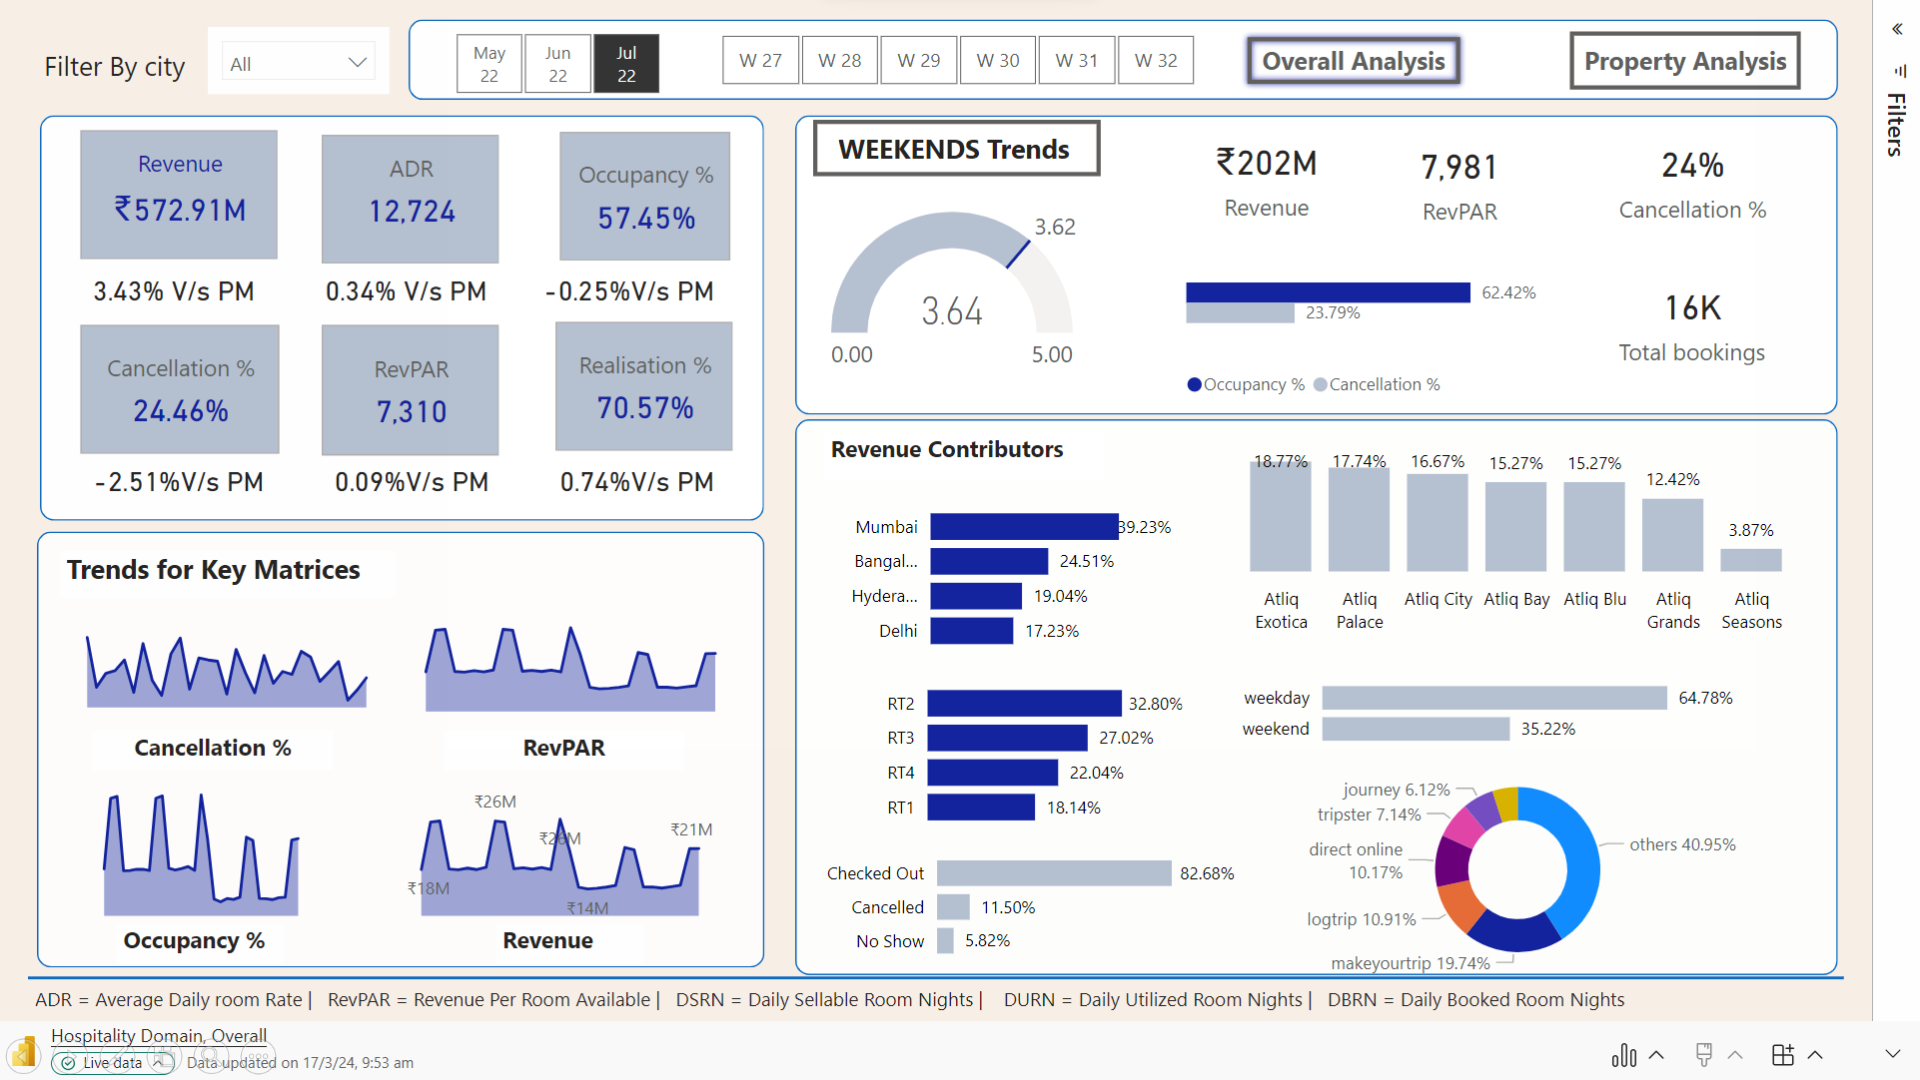 Filter By city
All
May 22
Jun 22
Jul 22
W 27
W 28
W 29
W 30
W 31
W 32
Overall Analysis
Property Analysis
Filters
Revenue
₹572.91M
3.43% V/s PM
ADR
12,724
0.34% V/s PM
Occupancy %
57.45%
-0.25%V/s PM
Cancellation %
24.46%
-2.51%V/s PM
RevPAR
7,310
0.09%V/s PM
Realisation %
70.57%
0.74%V/s PM
WEEKENDS Trends
3.62
3.64
0.00
5.00
₹202M
Revenue
7,981
RevPAR
24%
Cancellation %
62.42%
23.79%
Occupancy %
Cancellation %
16K
Total bookings
Trends for Key Matrices
Cancellation %
RevPAR
Occupancy %
₹26M
₹26M
₹21M
₹18M
₹14M
Revenue
Revenue Contributors
Mumbai
39.23%
Bangal...
24.51%
Hydera...
19.04%
Delhi
17.23%
RT2
32.80%
RT3
27.02%
RT4
22.04%
RT1
18.14%
Checked Out
82.68%
Cancelled
11.50%
No Show
5.82%
18.77%
17.74%
16.67%
15.27%
15.27%
12.42%
3.87%
Atliq Exotica
Atliq Palace
Atliq City
Atliq Bay
Atliq Blu
Atliq Grands
Atliq Seasons
weekday
64.78%
weekend
35.22%
journey 6.12%
tripster 7.14%
direct online 10.17%
logtrip 10.91%
makeyourtrip 19.74%
others 40.95%
ADR = Average Daily room Rate | RevPAR = Revenue Per Room Available | DSRN = Daily Sellable Room Nights | DURN = Daily Utilized Room Nights | DBRN = Daily Booked Room Nights
Hospitality Domain, Overall
Live data
Data updated on 17/3/24, 9:53 am